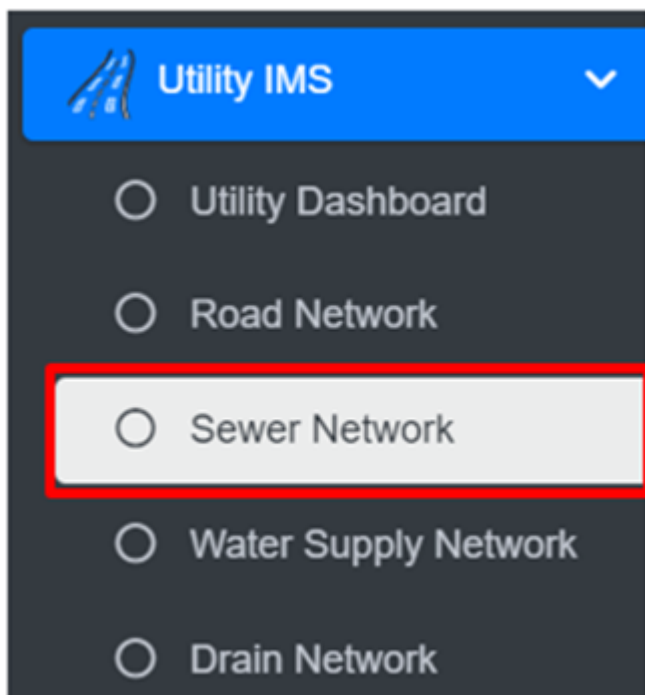 Utility IMS
Utility Dashboard
Road Network
Sewer Network
Water Supply Network
Drain Network